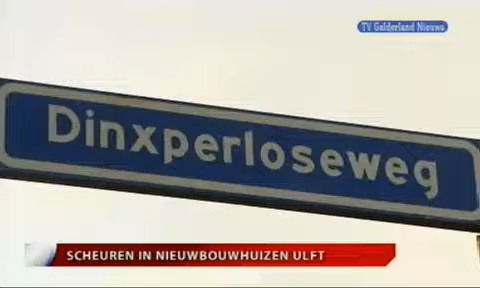 TV Gelderland Nieuws
Dinxperloseweg
SCHEUREN IN NIEUWBOUWHUIZEN ULFT